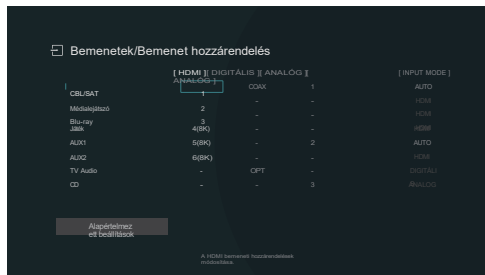 Bemenetek/Bemenet hozzárendelés
[ HDMI ][ DIGITÁLIS ][ ANALÓG ][ INPUT MODE ]
ANALÓG ]
CBL/SAT 1 COAX 1 AUTO
Médialejátszó 2 - - HDMI
Blu-ray 3 - - HDMI
Játék 4(8K) - - HDMI
AUX1 5(8K) - 2 AUTO
AUX2 6(8K) - - HDMI
TV Audio - OPT - DIGITALI
CD - - 3 ANALOG
Alapértelmez
ett beállítások
A HDMI bemeneti hozzárendelések
módosítása.